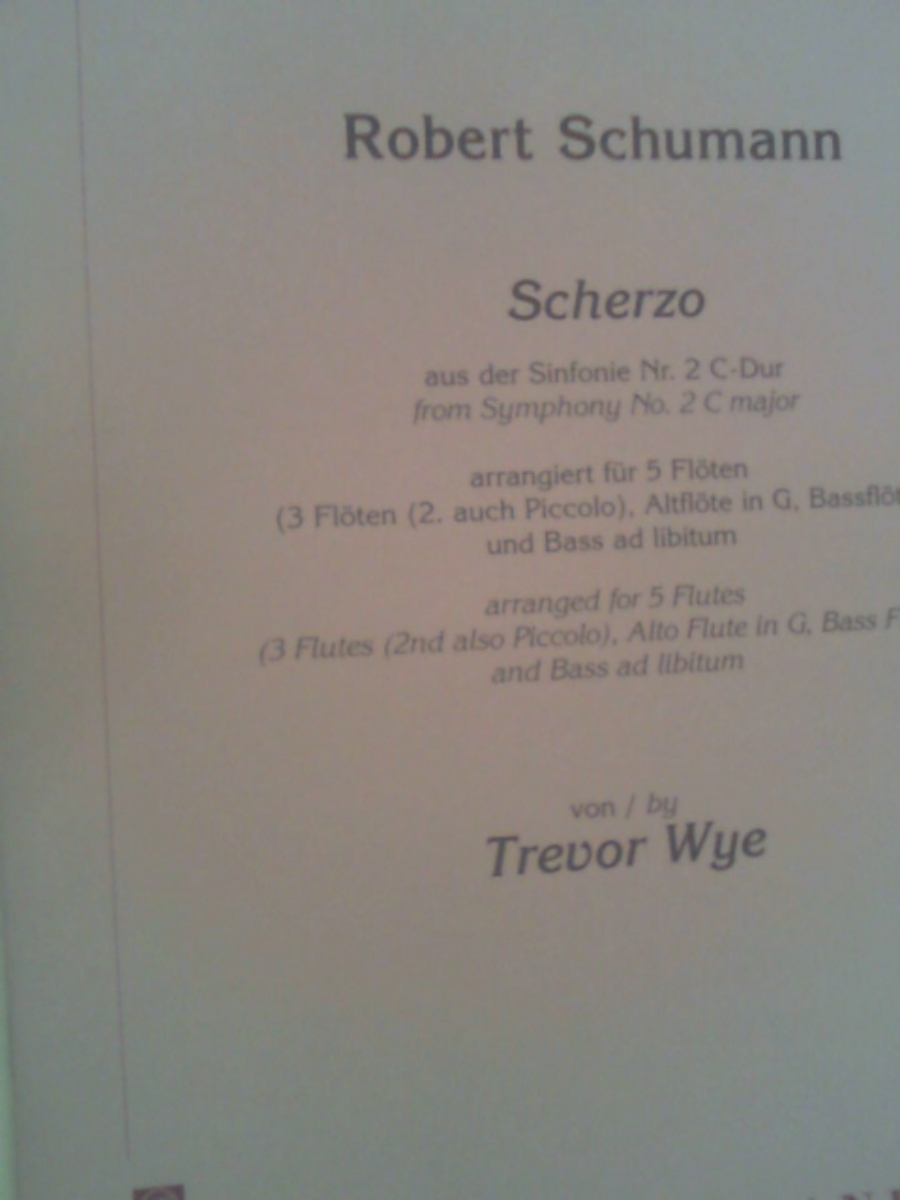 Robert Schumann
Scherzo
aus der Sinfonie Nr. 2 C-Dur
from Symphony No. 2 C major
arrangiert für 5 Flöten
(3 Flöten (2. auch Piccolo), Altflöte in G, Bassflöt
und Bass ad libitum
arranged for 5 Flutes
(3 Flutes (2nd also Piccolo), Alto Flute in G, Bass F
and Bass ad libitum
von / by
Trevor Wye